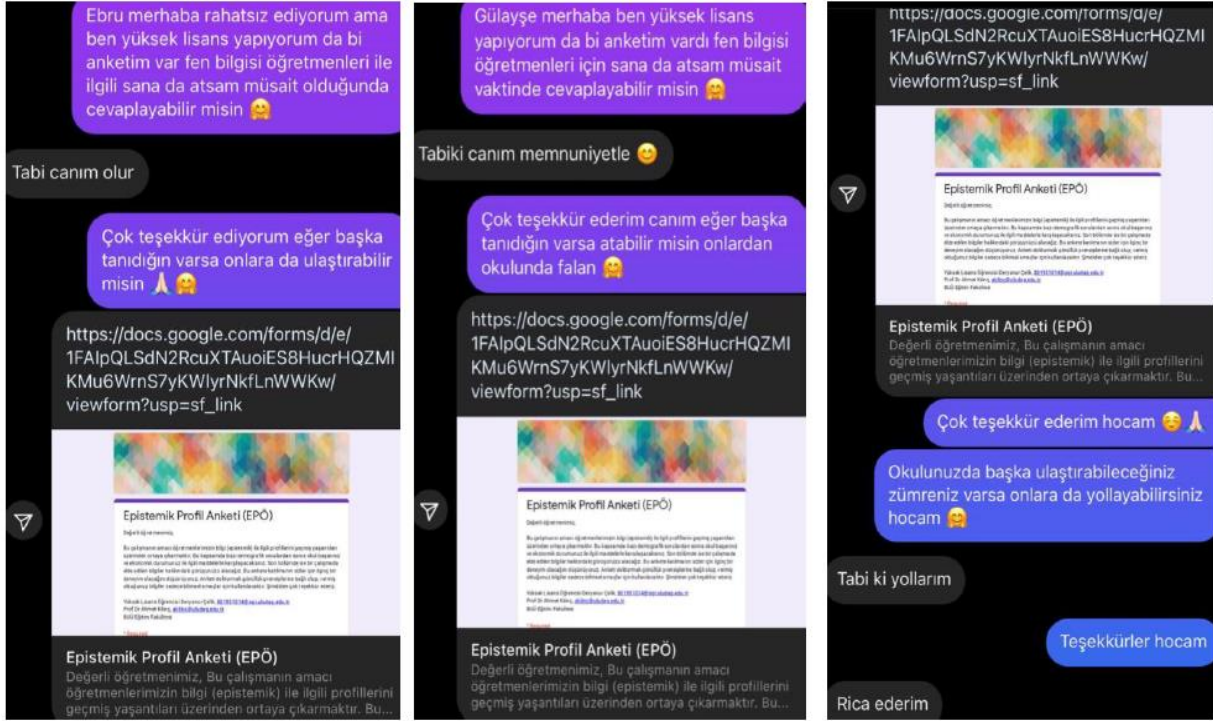 Ebru merhaba rahatsız ediyorum ama
ben yüksek lisans yapıyorum da bi
anketim var fen bilgisi öğretmenleri ile
ilgili sana da atsam müsait olduğunda
cevaplayabilir misin 🤗
Tabi canım olur
Çok teşekkür ediyorum eğer başka
tanıdığın varsa onlara da ulaştırabilir
misin 🙏🏻 🤗
https://docs.google.com/forms/d/e/
1FAIpQLSdN2RcuXTAuoiES8HucrHQZMI
KMu6WrnS7yKWlyrNkfLnWWKw/
viewform?usp=sf_link
Epistemik Profil Anketi (EPÖ)
Değerli öğretmenimiz,
Epistemik Profil Anketi (EPÖ)
Değerli öğretmenimiz, Bu çalışmanın amacı
öğretmenlerimizin bilgi (epistemik) ile ilgili profillerini
geçmiş yaşantıları üzerinden ortaya çıkarmaktır. Bu...
Gülayşe merhaba ben yüksek lisans
yapıyorum da bi anketim vardı fen bilgisi
öğretmenleri için sana da atsam müsait
vaktinde cevaplayabilir misin 🤗
Tabiki canım memnuniyetle 😊
Çok teşekkür ederim canım eğer başka
tanıdığın varsa atabilir misin onlardan
okulunda falan 🤗
https://docs.google.com/forms/d/e/
1FAIpQLSdN2RcuXTAuoiES8HucrHQZMI
KMu6WrnS7yKWlyrNkfLnWWKw/
viewform?usp=sf_link
Epistemik Profil Anketi (EPÖ)
Değerli öğretmenimiz,
Epistemik Profil Anketi (EPÖ)
Değerli öğretmenimiz, Bu çalışmanın amacı
öğretmenlerimizin bilgi (epistemik) ile ilgili profillerini
geçmiş yaşantıları üzerinden ortaya çıkarmaktır. Bu...
https://docs.google.com/forms/d/e/
1FAIpQLSdN2RcuXTAuoiES8HucrHQZMI
KMu6WrnS7yKWlyrNkfLnWWKw/
viewform?usp=sf_link
Epistemik Profil Anketi (EPÖ)
Değerli öğretmenimiz,
Epistemik Profil Anketi (EPÖ)
Değerli öğretmenimiz, Bu çalışmanın amacı
öğretmenlerimizin bilgi (epistemik) ile ilgili profillerini
geçmiş yaşantıları üzerinden ortaya çıkarmaktır. Bu...
Çok teşekkür ederim hocam ☺️ 🙏🏻
Okulunuzda başka ulaştırabileceğiniz
zümreniz varsa onlara da yollayabilirsiniz
hocam 🤗
Tabi ki yollarım
Teşekkürler hocam
Rica ederim